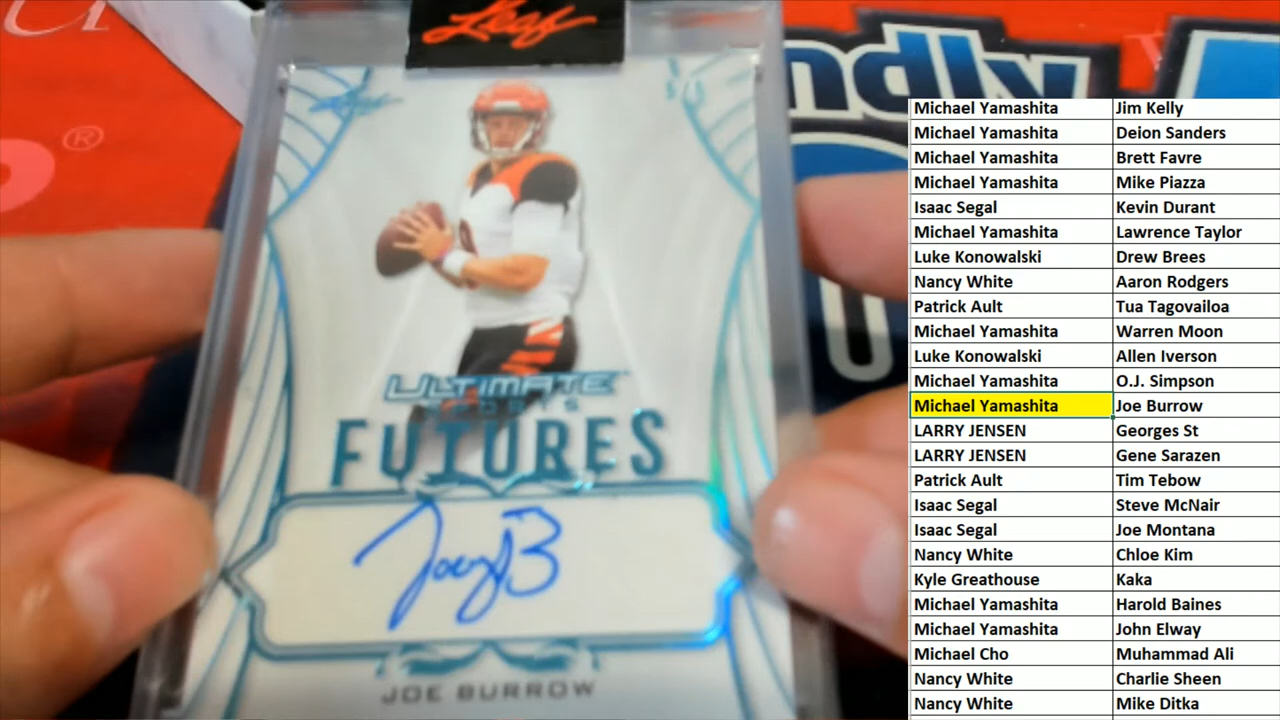 Leaf
ndly
®
ULTIMATE
SPORTS
FUTURES
Joey B
JOE BURROW
Michael Yamashita Jim Kelly
Michael Yamashita Deion Sanders
Michael Yamashita Brett Favre
Michael Yamashita Mike Piazza
Isaac Segal Kevin Durant
Michael Yamashita Lawrence Taylor
Luke Konowalski Drew Brees
Nancy White Aaron Rodgers
Patrick Ault Tua Tagovailoa
Michael Yamashita Warren Moon
Luke Konowalski Allen Iverson
Michael Yamashita O.J. Simpson
Michael Yamashita Joe Burrow
LARRY JENSEN Georges St
LARRY JENSEN Gene Sarazen
Patrick Ault Tim Tebow
Isaac Segal Steve McNair
Isaac Segal Joe Montana
Nancy White Chloe Kim
Kyle Greathouse Kaka
Michael Yamashita Harold Baines
Michael Yamashita John Elway
Michael Cho Muhammad Ali
Nancy White Charlie Sheen
Nancy White Mike Ditka